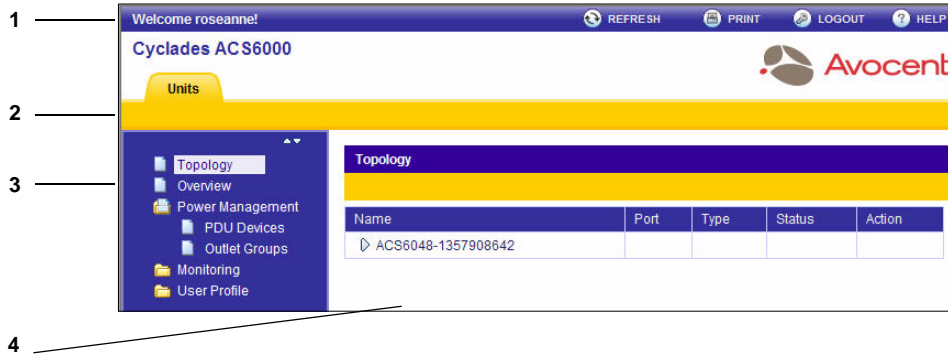 1
Welcome roseanne! REFRESH PRINT LOGOUT HELP
Cyclades ACS6000
Avocent
Units
2
3
Topology
Overview
Power Management
PDU Devices
Outlet Groups
Monitoring
User Profile
Topology
Name Port Type Status Action
ACS6048-1357908642
4